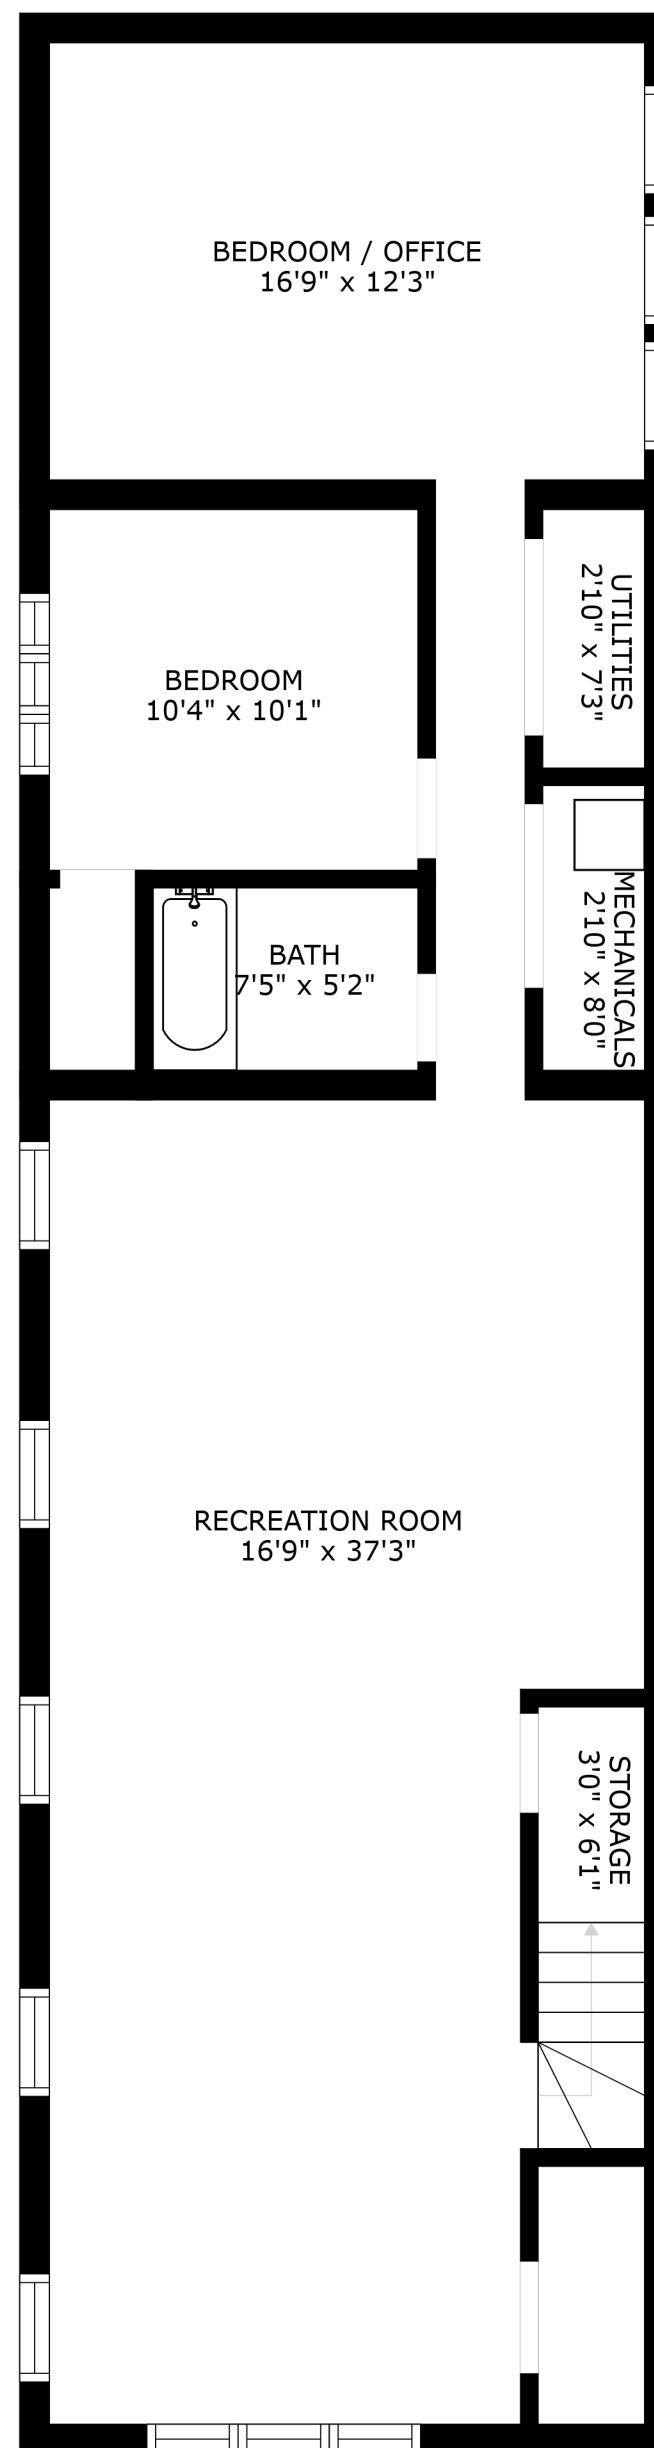 BEDROOM / OFFICE
16'9" x 12'3"
UTILITIES
2'10" x 7'3"
BEDROOM
10'4" x 10'1"
MECHANICALS
2'10" x 8'0"
BATH
7'5" x 5'2"
RECREATION ROOM
16'9" x 37'3"
STORAGE
3'0" x 6'1"